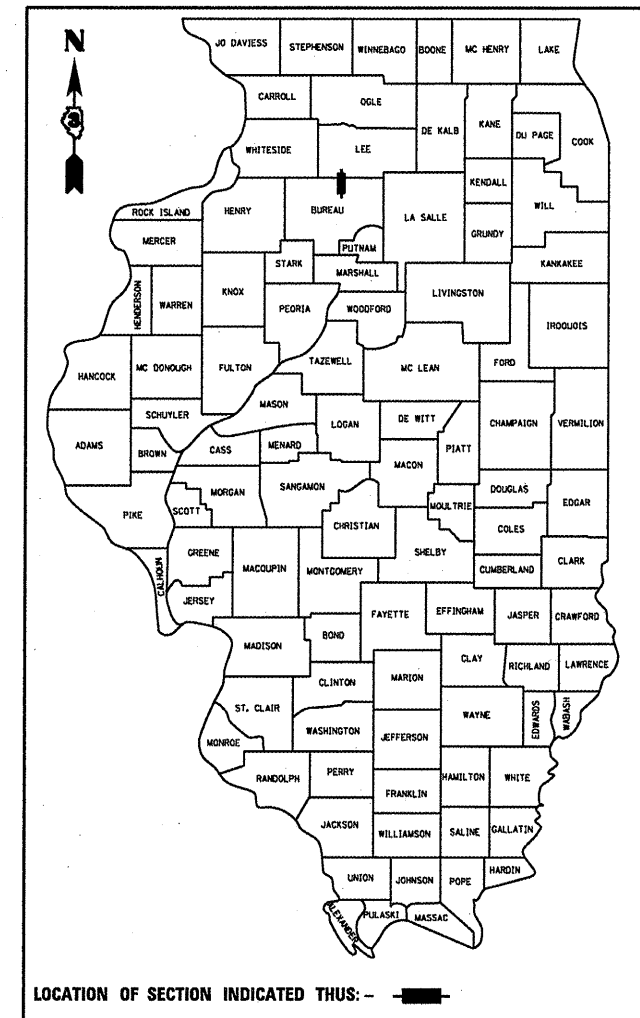 N
3
JO DAVIESS
STEPHENSON
WINNEBAGO
BOONE
MC HENRY
LAKE
CARROLL
OGLE
DE KALB
KANE
DU PAGE
COOK
WHITESIDE
LEE
KENDALL
WILL
ROCK ISLAND
HENRY
BUREAU
LA SALLE
GRUNDY
MERCER
PUTNAM
KANKAKEE
STARK
MARSHALL
HENDERSON
WARREN
KNOX
PEORIA
WOODFORD
LIVINGSTON
IROQUOIS
HANCOCK
MC DONOUGH
FULTON
TAZEWELL
MC LEAN
FORD
SCHUYLER
MASON
LOGAN
DE WITT
CHAMPAIGN
VERMILION
ADAMS
BROWN
CASS
MENARD
PIATT
MACON
PIKE
SCOTT
MORGAN
SANGAMON
CHRISTIAN
MOULTRIE
DOUGLAS
EDGAR
COLES
CALHOUN
GREENE
MACOUPIN
MONTGOMERY
SHELBY
CUMBERLAND
CLARK
JERSEY
FAYETTE
EFFINGHAM
JASPER
CRAWFORD
MADISON
BOND
CLAY
RICHLAND
LAWRENCE
CLINTON
MARION
ST. CLAIR
WAYNE
EDWARDS
WABASH
WASHINGTON
JEFFERSON
MONROE
RANDOLPH
PERRY
HAMILTON
WHITE
FRANKLIN
JACKSON
WILLIAMSON
SALINE
GALLATIN
UNION
JOHNSON
POPE
HARDIN
ALEXANDER
PULASKI
MASSAC
LOCATION OF SECTION INDICATED THUS: –